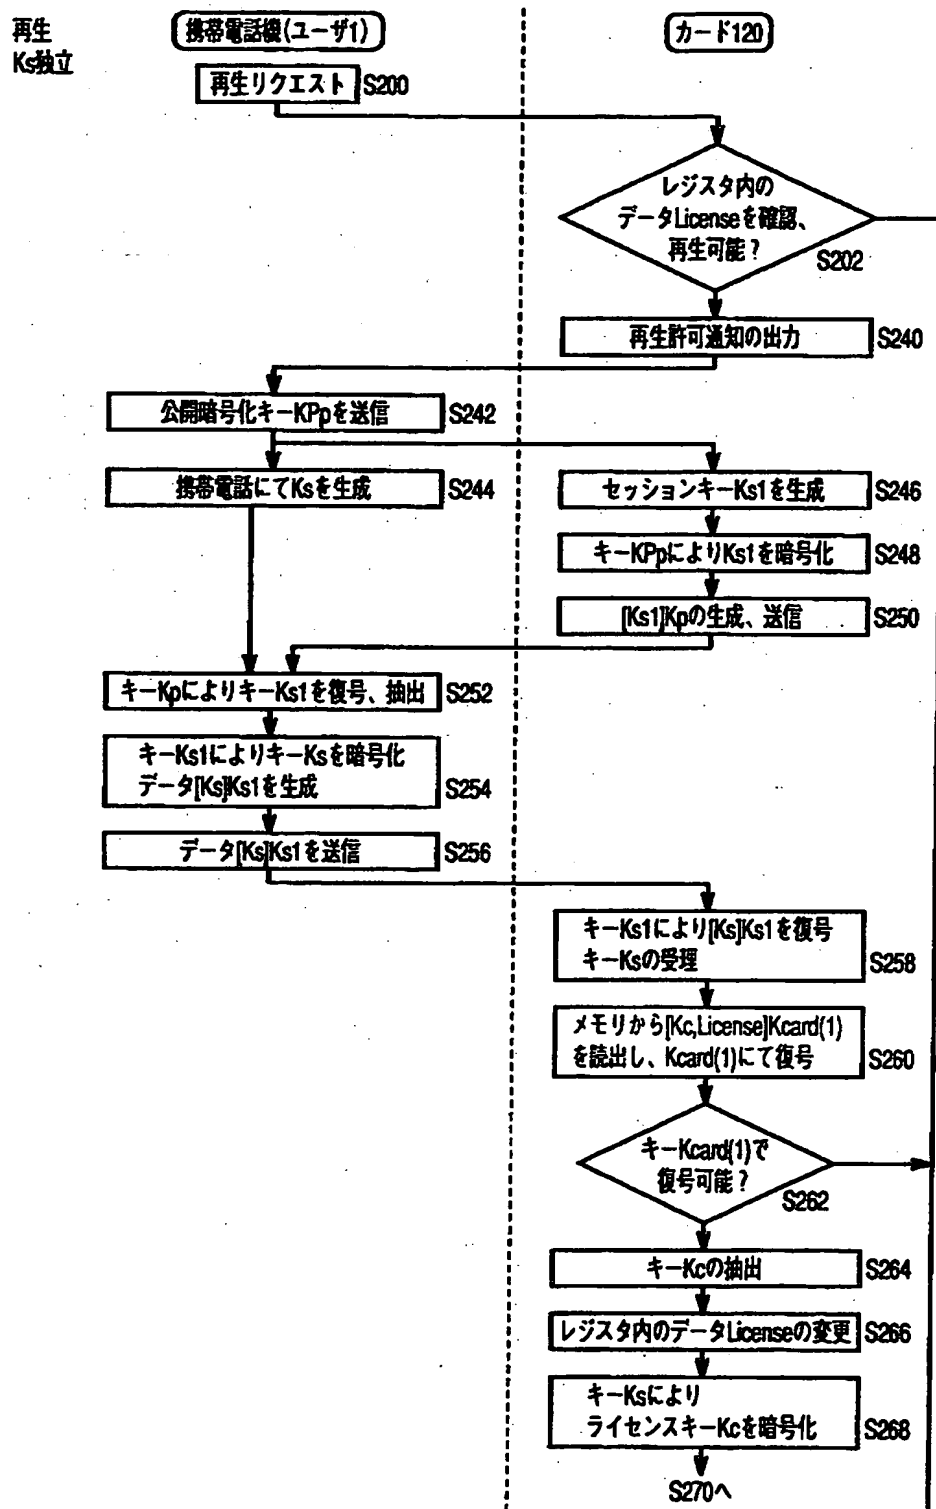 再生
Ks独立
携帯電話機(ユーザ1)
カード120
再生リクエスト S200
レジスタ内の
データLicenseを確認、
再生可能？
S202
再生許可通知の出力 S240
公開暗号化キーKPpを送信 S242
携帯電話にてKsを生成 S244
セッションキーKs1を生成 S246
キーKPpによりKs1を暗号化 S248
[Ks1]Kpの生成、送信 S250
キーKpによりキーKs1を復号、抽出 S252
キーKs1によりキーKsを暗号化
データ[Ks]Ks1を生成 S254
データ[Ks]Ks1を送信 S256
キーKs1により[Ks]Ks1を復号
キーKsの受理 S258
メモリから[Kc,License]Kcard(1)
を読出し、Kcard(1)にて復号 S260
キーKcard(1)で
復号可能？
S262
キーKcの抽出 S264
レジスタ内のデータLicenseの変更 S266
キーKsにより
ライセンスキーKcを暗号化 S268
S270へ